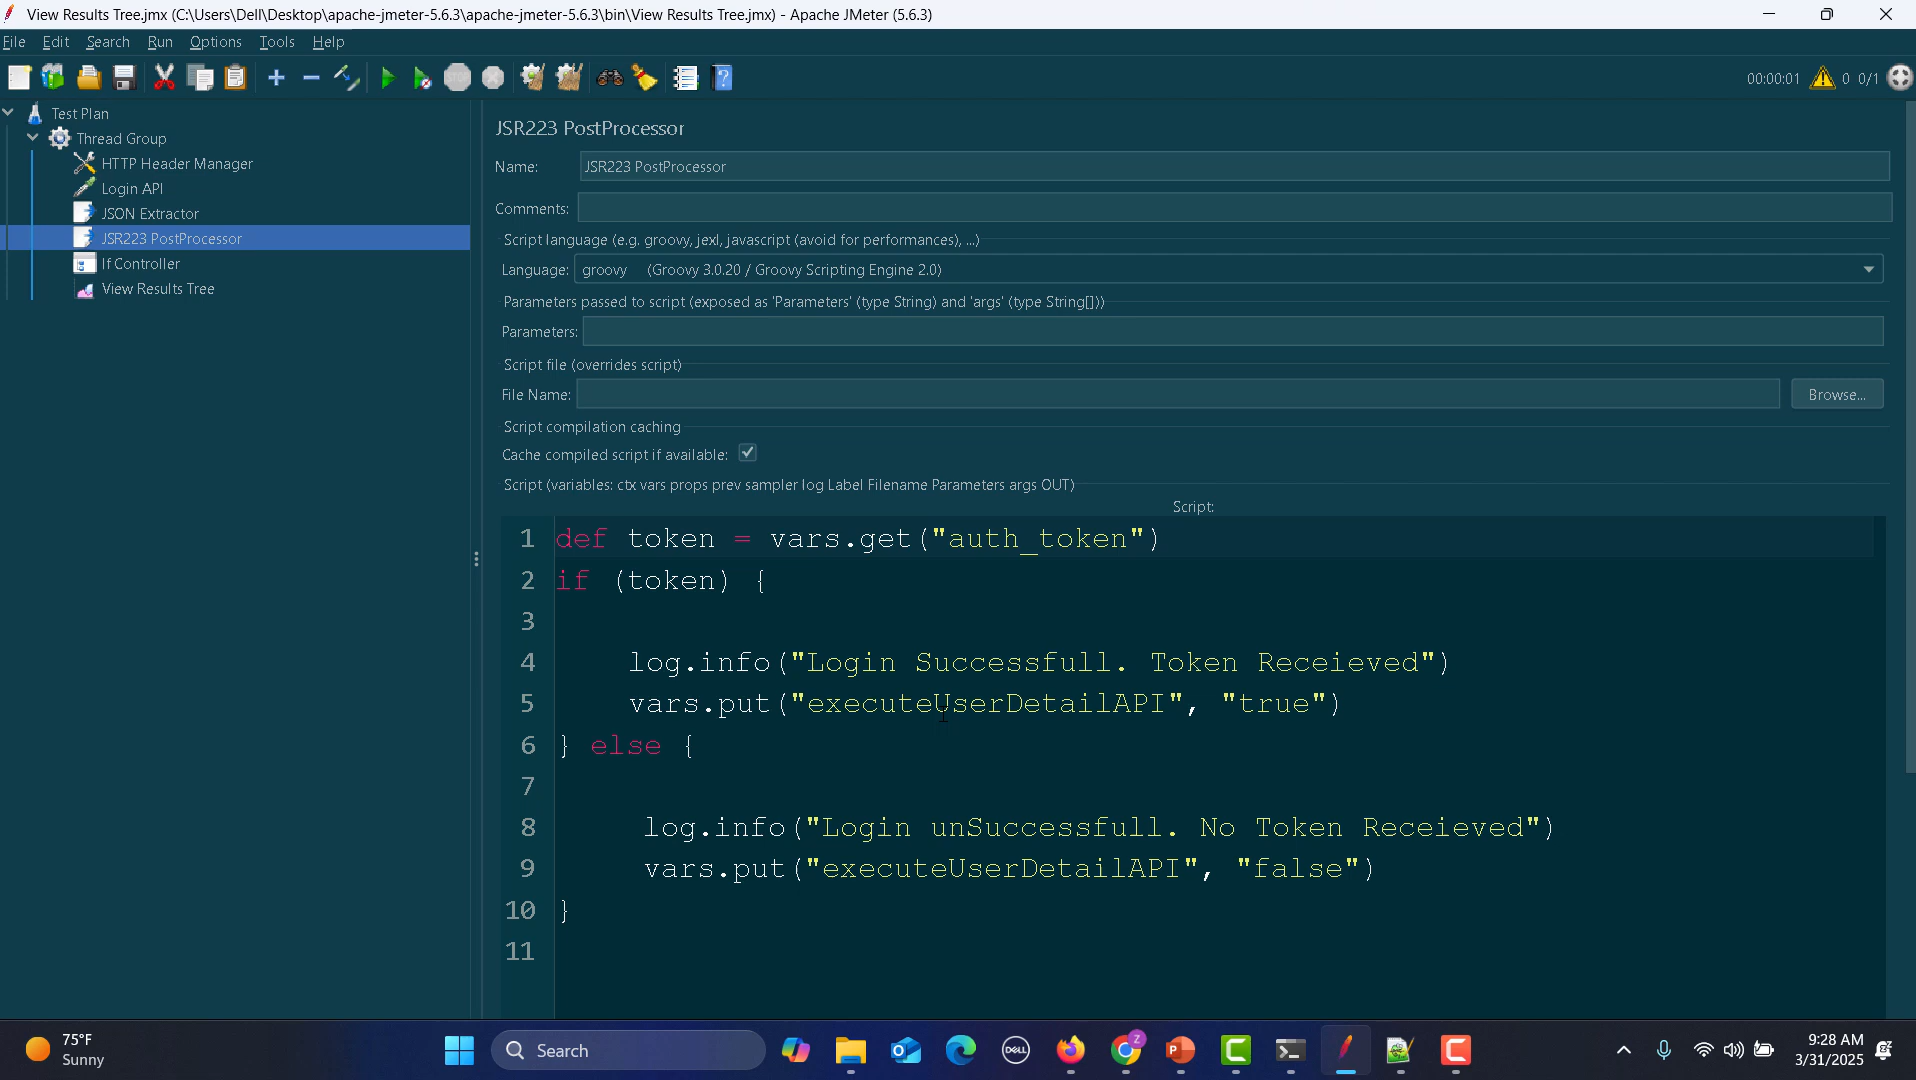 View Results Tree.jmx (C:\Users\Dell\Desktop\apache-jmeter-5.6.3\apache-jmeter-5.6.3\bin\View Results Tree.jmx) - Apache JMeter (5.6.3)
File Edit Search Run Options Tools Help
STOP
00:00:01 0 0/1
Test Plan
Thread Group
HTTP Header Manager
Login API
JSON Extractor
JSR223 PostProcessor
If Controller
View Results Tree
JSR223 PostProcessor
Name: JSR223 PostProcessor
Comments:
Script language (e.g. groovy, jexl, javascript (avoid for performances), ...)
Language: groovy (Groovy 3.0.20 / Groovy Scripting Engine 2.0)
Parameters passed to script (exposed as 'Parameters' (type String) and 'args' (type String[]))
Parameters:
Script file (overrides script)
File Name: Browse...
Script compilation caching
Cache compiled script if available:
Script (variables: ctx vars props prev sampler log Label Filename Parameters args OUT)
Script:
1 def token = vars.get("auth_token")
2 if (token) {
3
4 log.info("Login Successfull. Token Receieved")
5 vars.put("executeUserDetailAPI", "true")
6 } else {
7
8 log.info("Login unSuccessfull. No Token Receieved")
9 vars.put("executeUserDetailAPI", "false")
10 }
11
75°F
Sunny
Search
DELL
Z
9:28 AM
3/31/2025